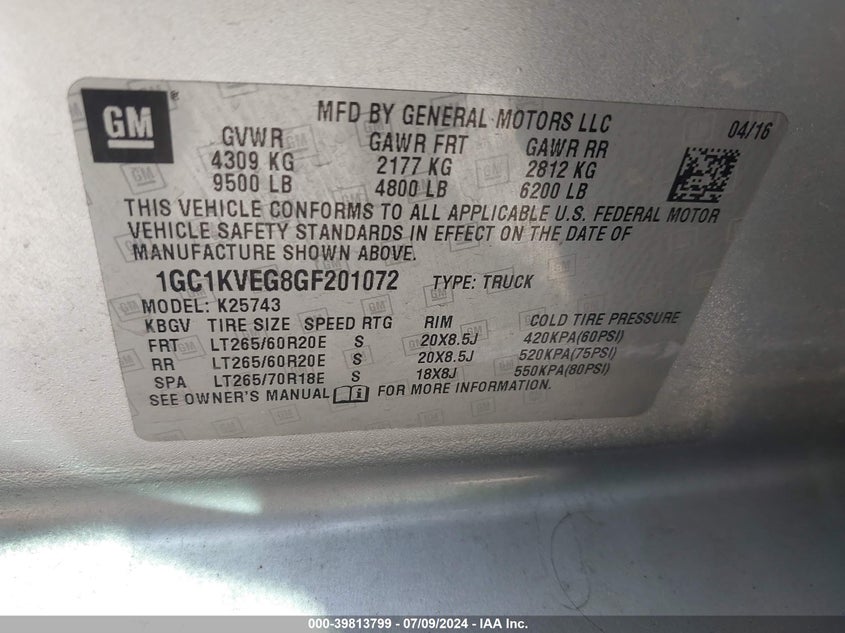 GM®
MFD BY GENERAL MOTORS LLC
04/16
GVWR GAWR FRT GAWR RR
4309 KG 2177 KG 2812 KG
9500 LB 4800 LB 6200 LB
THIS VEHICLE CONFORMS TO ALL APPLICABLE U.S. FEDERAL MOTOR
VEHICLE SAFETY STANDARDS IN EFFECT ON THE DATE OF
MANUFACTURE SHOWN ABOVE.
1GC1KVEG8GF201072 TYPE: TRUCK
MODEL: K25743
KBGV TIRE SIZE SPEED RTG RIM COLD TIRE PRESSURE
FRT LT265/60R20E S 20X8.5J 420KPA(60PSI)
RR LT265/60R20E S 20X8.5J 520KPA(75PSI)
SPA LT265/70R18E S 18X8J 550KPA(80PSI)
SEE OWNER'S MANUAL FOR MORE INFORMATION.
000-39813799 - 07/09/2024 - IAA Inc.